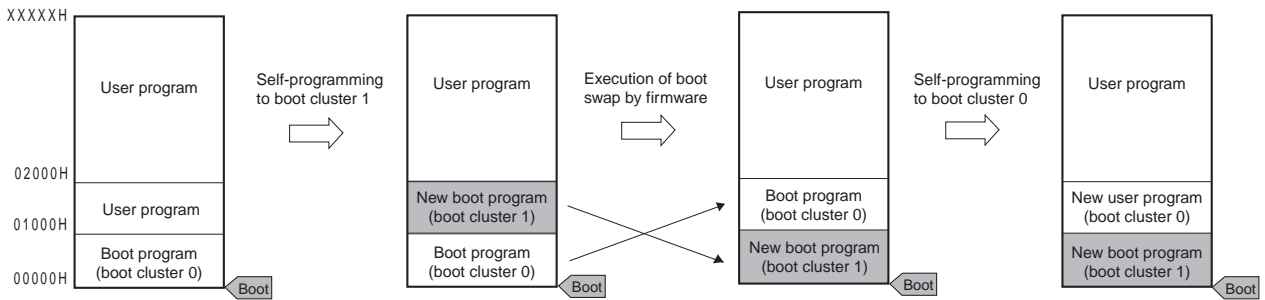 XXXXXH
User program
02000H
User program
01000H
Boot program
(boot cluster 0)
00000H
Boot
Self-programming
to boot cluster 1
User program
New boot program
(boot cluster 1)
Boot program
(boot cluster 0)
Boot
Execution of boot
swap by firmware
User program
Boot program
(boot cluster 0)
New boot program
(boot cluster 1)
Boot
Self-programming
to boot cluster 0
User program
New user program
(boot cluster 0)
New boot program
(boot cluster 1)
Boot